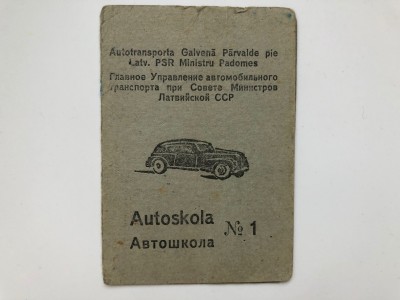 Autotransporta Galvenā Pārvalde pie
Latv. PSR Ministru Padomes
Главное Управление автомобильного
транспорта при Совете Министров
Латвийской ССР
Autoskola
Автошкола
№ 1